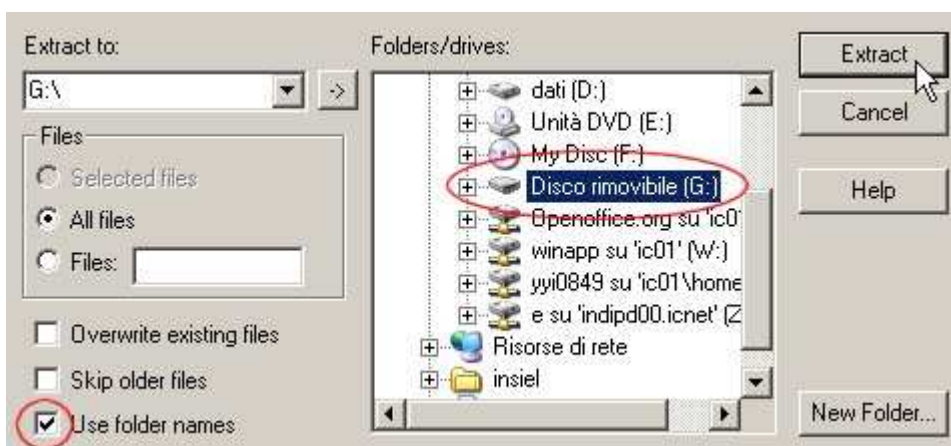 Extract to:
G:\
->
Files
Selected files
All files
Files:
Overwrite existing files
Skip older files
Use folder names
Folders/drives:
dati (D:)
Unità DVD (E:)
My Disc (F:)
Disco rimovibile (G:)
Openoffice.org su 'ic0
winapp su 'ic01' (W:)
yyi0849 su 'ic01\home
e su 'indipd00.icnet' (Z
Risorse di rete
insiel
Extract
Cancel
Help
New Folder...